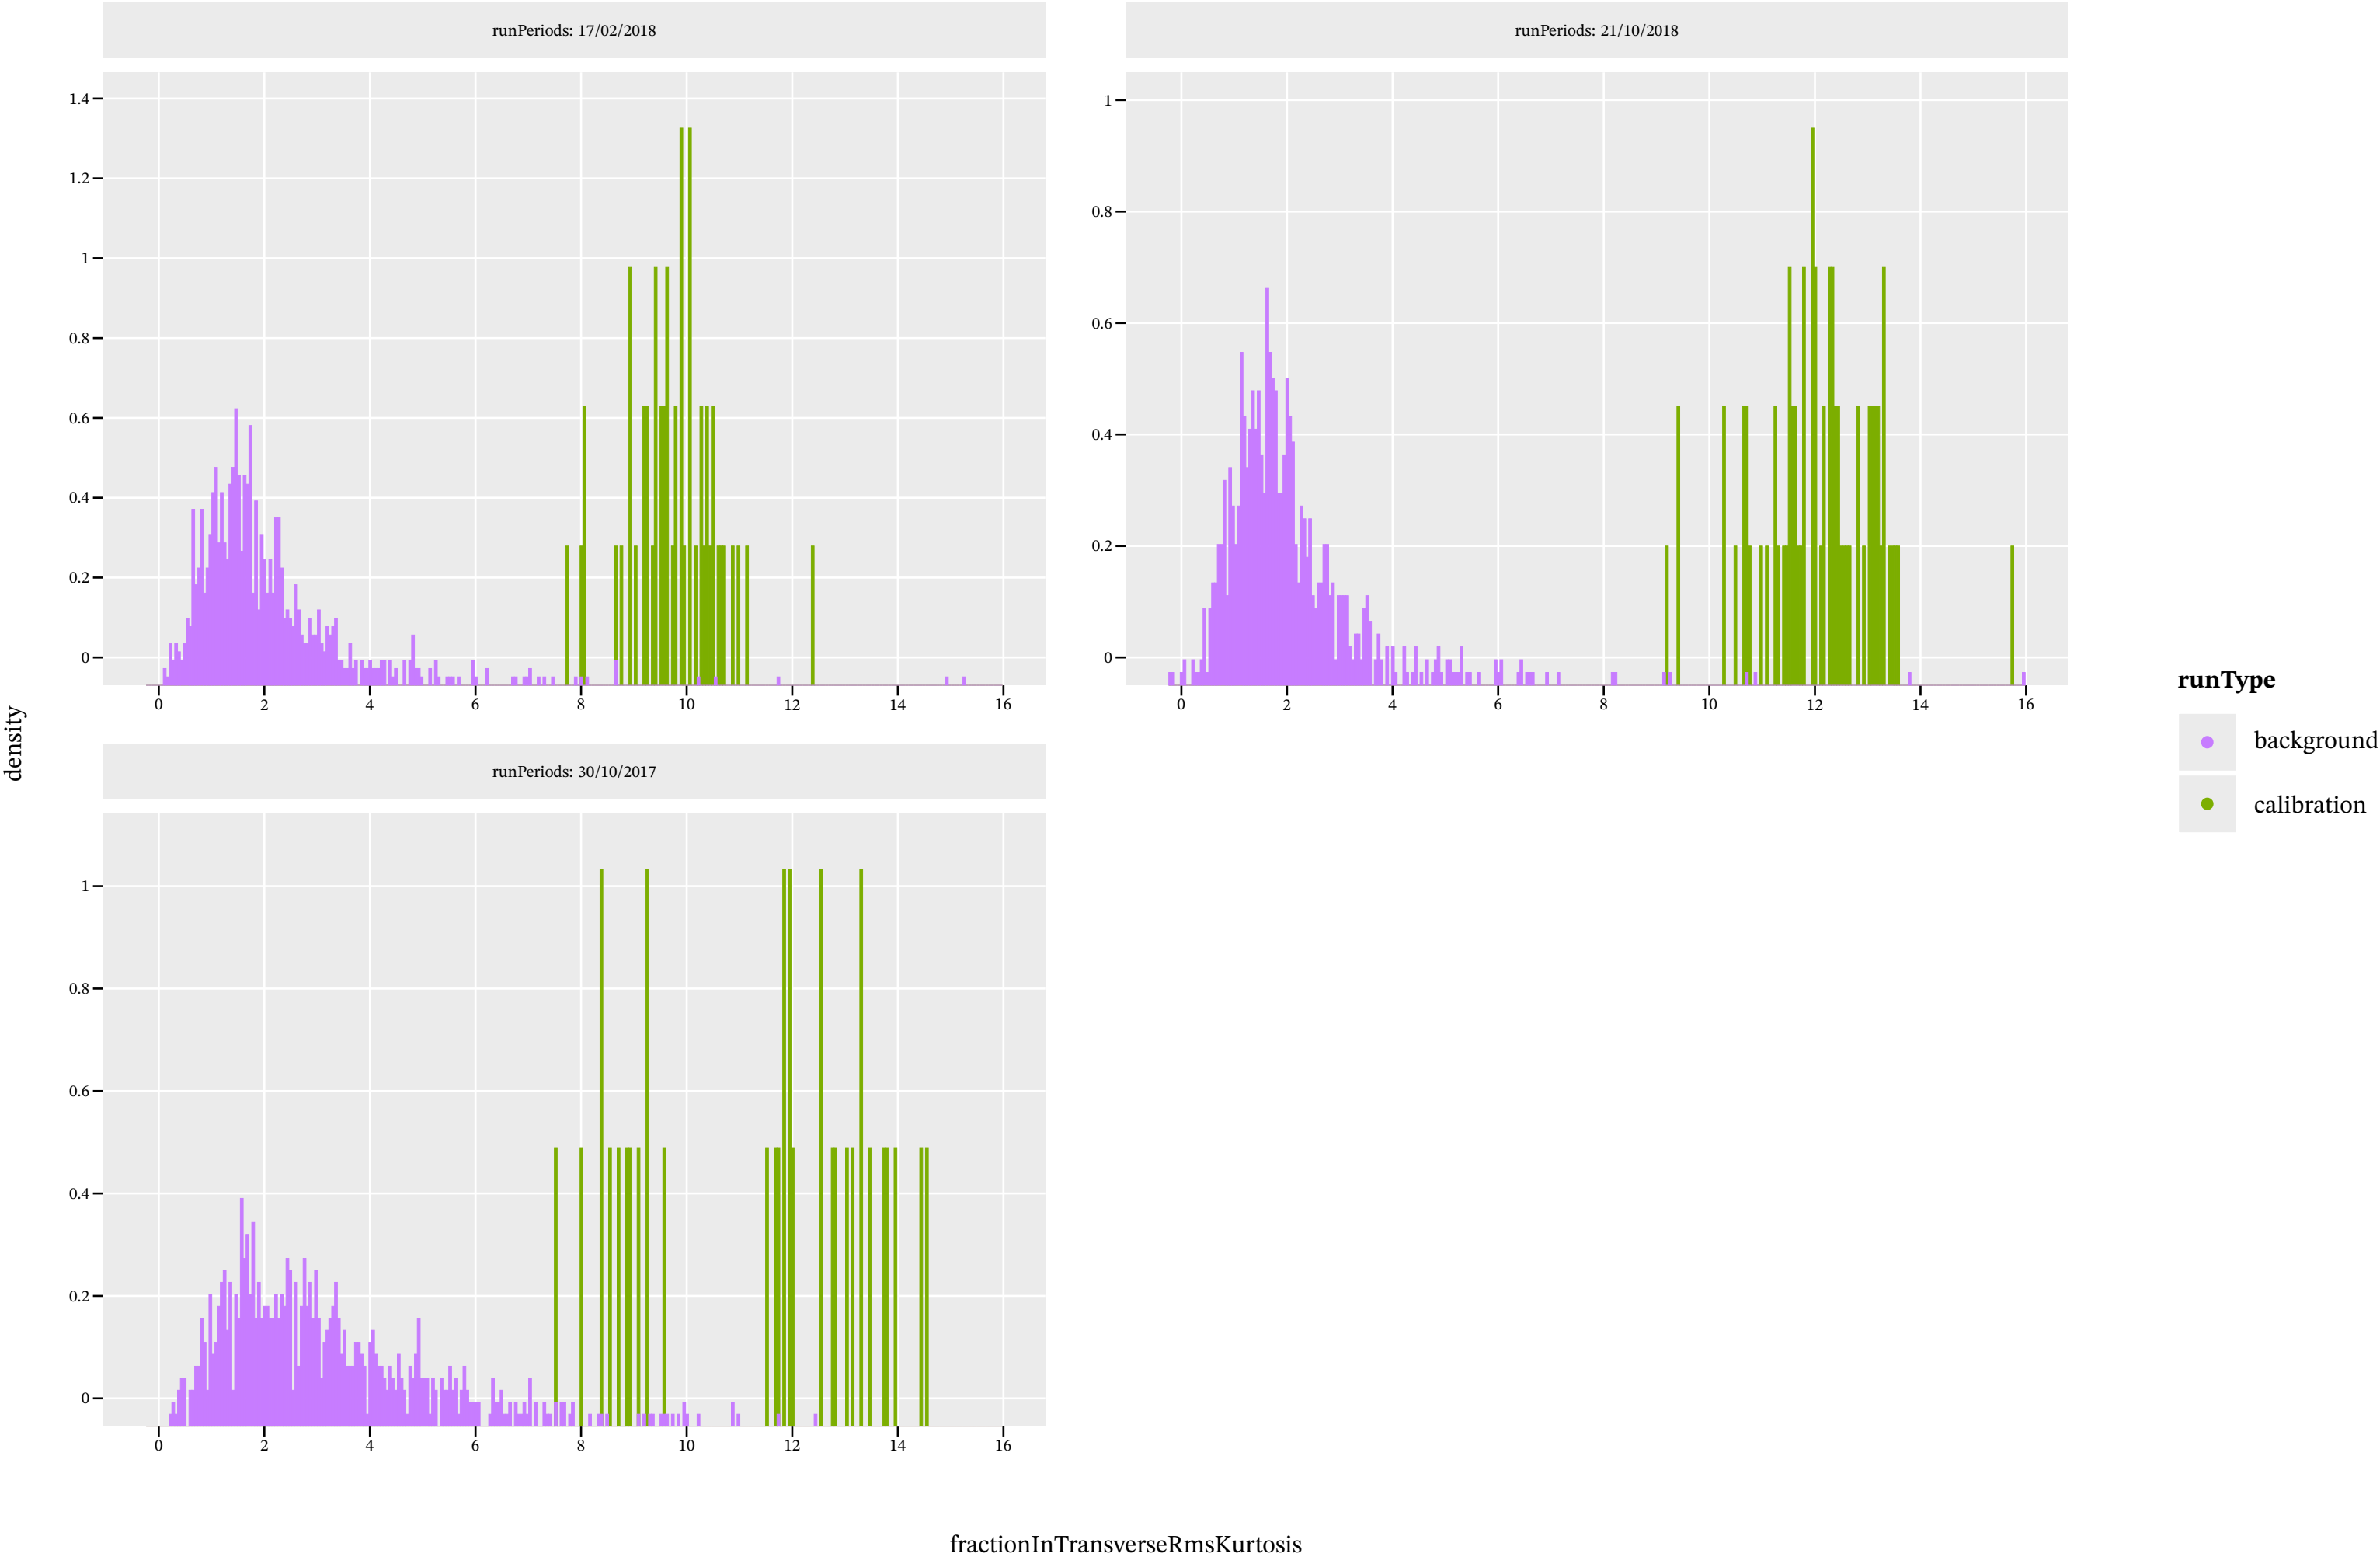 runPeriods: 17/02/2018
1.4
1.2
1
0.8
0.6
0.4
0.2
0
0 2 4 6 8 10 12 14 16
runPeriods: 21/10/2018
1
0.8
0.6
0.4
0.2
0
0 2 4 6 8 10 12 14 16
runPeriods: 30/10/2017
1
0.8
0.6
0.4
0.2
0
0 2 4 6 8 10 12 14 16
density
fractionInTransverseRmsKurtosis
runType
background
calibration